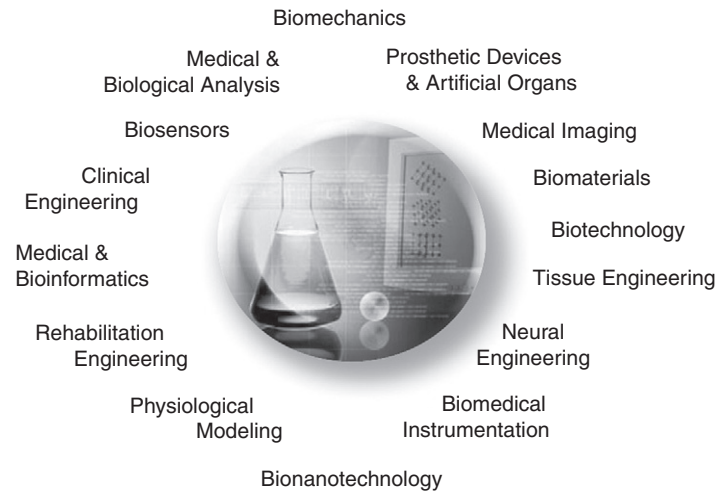 Biomechanics
Medical &
Biological Analysis
Prosthetic Devices
& Artificial Organs
Biosensors
Medical Imaging
Clinical
Engineering
Biomaterials
Biotechnology
Medical &
Bioinformatics
Tissue Engineering
Rehabilitation
Engineering
Neural
Engineering
Physiological
Modeling
Biomedical
Instrumentation
Bionanotechnology